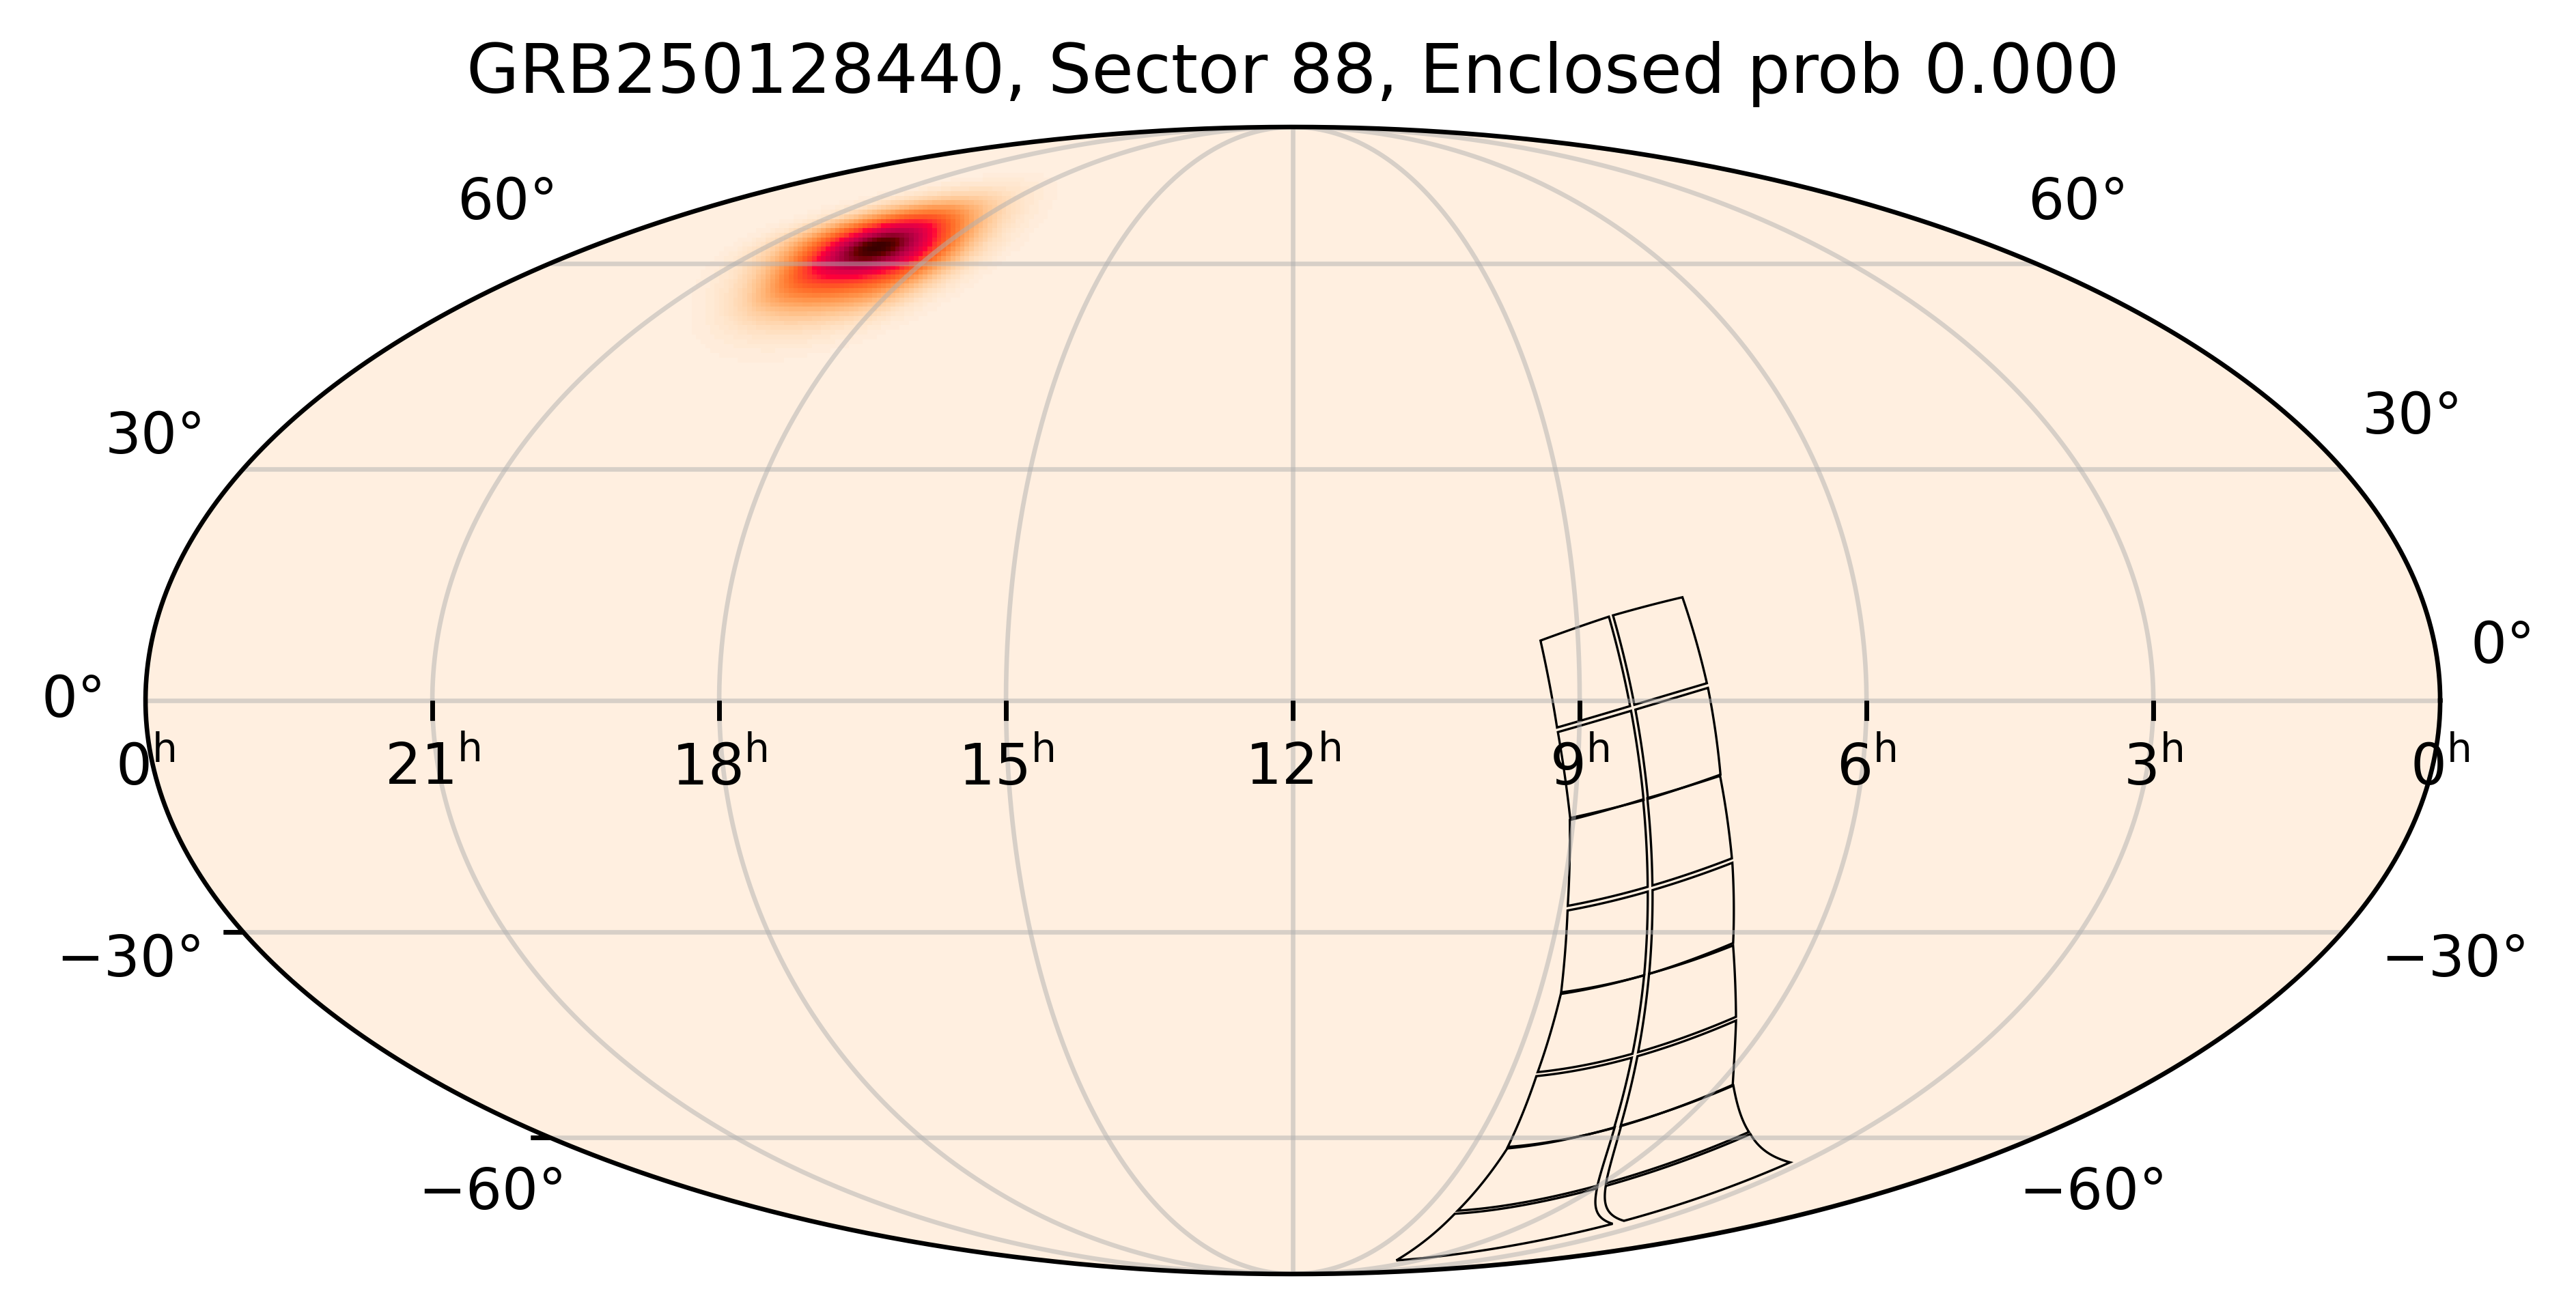 GRB250128440, Sector 88, Enclosed prob 0.000
60° 60°
30° 30°
0° 0°
0ʰ 21ʰ 18ʰ 15ʰ 12ʰ 9ʰ 6ʰ 3ʰ 0ʰ
−30° −30°
−60° −60°